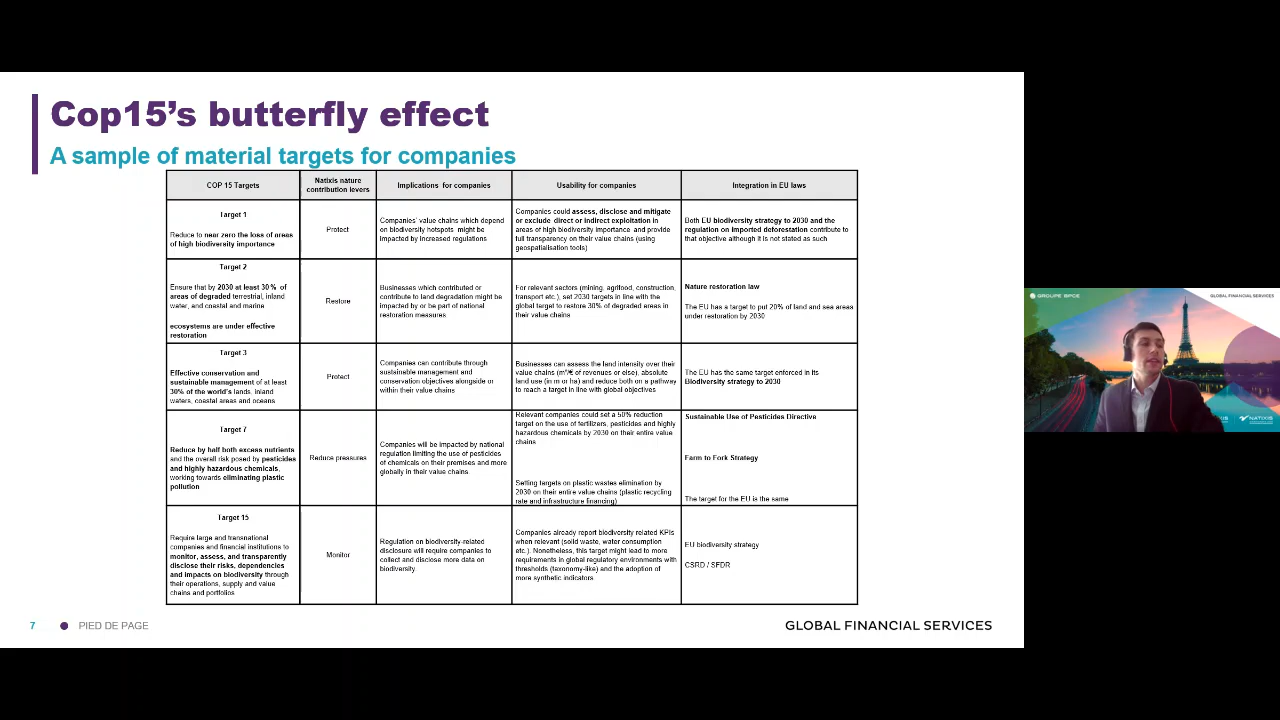 Cop15's butterfly effect
A sample of material targets for companies
COP 15 Targets
Natixis nature
contribution levers
Implications for companies
Usability for companies
Integration in EU laws
Target 1
Reduce to near zero the loss of areas
of high biodiversity importance
Protect
Companies' value chains which depend
on biodiversity hotspots might be
impacted by increased regulations
Companies could assess, disclose and mitigate
or exclude direct or indirect exploitation in
areas of high biodiversity importance and provide
full transparency on their value chains (using
geospatialisation tools)
Both EU biodiversity strategy to 2030 and the
regulation on imported deforestation contribute to
that objective although it is not stated as such
Target 2
Ensure that by 2030 at least 30 % of
areas of degraded terrestrial, inland
water, and coastal and marine
ecosystems are under effective
restoration
Restore
Businesses which contributed or
contribute to land degradation might be
impacted by or be part of national
restoration measures
For relevant sectors (mining, agrifood, construction,
transport etc.), set 2030 targets in line with the
global target to restore 30% of degraded areas in
their value chains
Nature restoration law
The EU has a target to put 20% of land and sea areas
under restoration by 2030
Target 3
Effective conservation and
sustainable management of at least
30% of the world's lands, inland
waters, coastal areas and oceans
Protect
Companies can contribute through
sustainable management and
conservation objectives alongside or
within their value chains
Businesses can assess the land intensity over their
value chains (m²/€ of revenues or else), absolute
land use (in m or ha) and reduce both on a pathway
to reach a target in line with global objectives
The EU has the same target enforced in its
Biodiversity strategy to 2030
Target 7
Reduce by half both excess nutrients
and the overall risk posed by pesticides
and highly hazardous chemicals,
working towards eliminating plastic
pollution
Reduce pressures
Companies will be impacted by national
regulation limiting the use of pesticides
of chemicals on their premises and more
globally in their value chains.
Relevant companies could set a 50% reduction
target on the use of fertilizers, pesticides and highly
hazardous chemicals by 2030 on their entire value
chains
Setting targets on plastic wastes elimination by
2030 on their entire value chains (plastic recycling
rate and infrastructure financing)
Sustainable Use of Pesticides Directive
Farm to Fork Strategy
The target for the EU is the same
Target 15
Require large and transnational
companies and financial institutions to
monitor, assess, and transparently
disclose their risks, dependencies
and impacts on biodiversity through
their operations, supply and value
chains and portfolios
Monitor
Regulation on biodiversity-related
disclosure will require companies to
collect and disclose more data on
biodiversity.
Companies already report biodiversity related KPIs
when relevant (solid waste, water consumption
etc.). Nonetheless, this target might lead to more
requirements in global regulatory environments with
thresholds (taxonomy-like) and the adoption of
more synthetic indicators
EU biodiversity strategy
CSRD / SFDR
7
PIED DE PAGE
GLOBAL FINANCIAL SERVICES
GROUPE BPCE
GLOBAL FINANCIAL SERVICES
NATIXIS